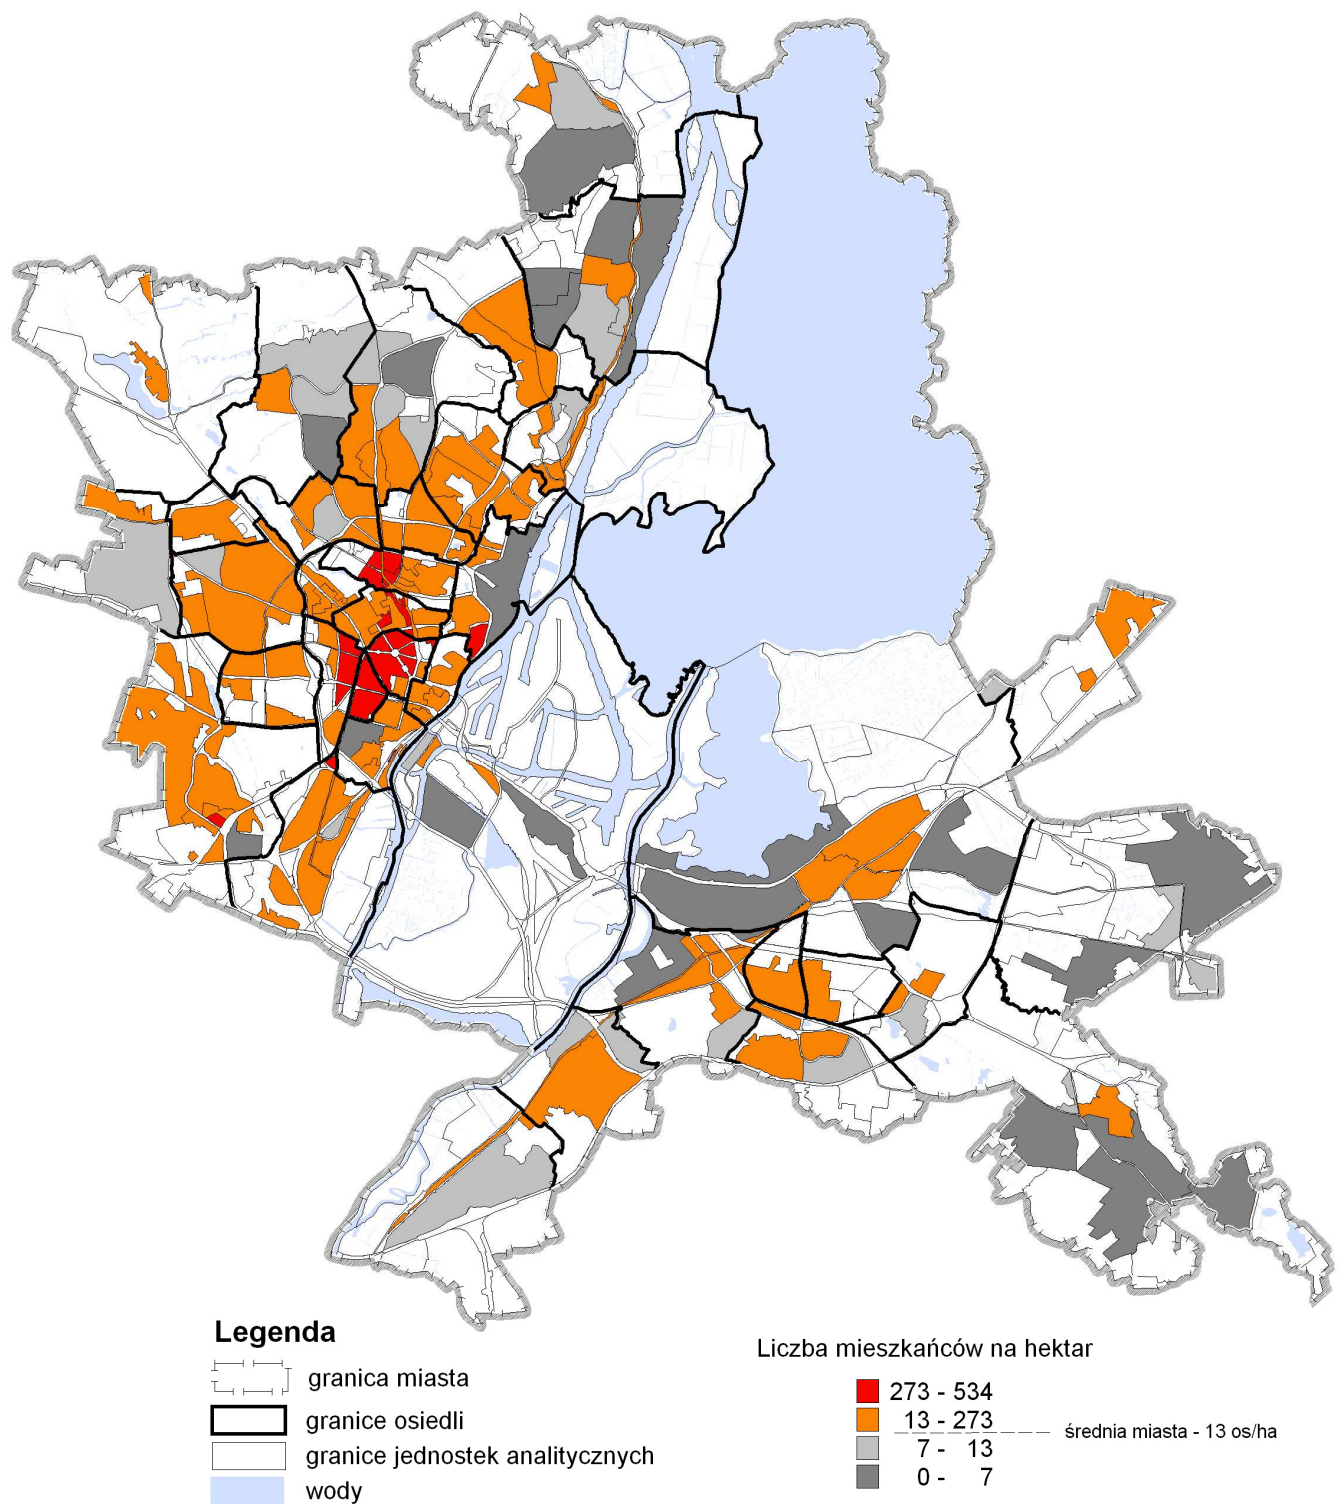 Legenda
granica miasta
granice osiedli
granice jednostek analitycznych
wody
Liczba mieszkańców na hektar
273 - 534
13 - 273
średnia miasta - 13 os/ha
7 - 13
0 - 7